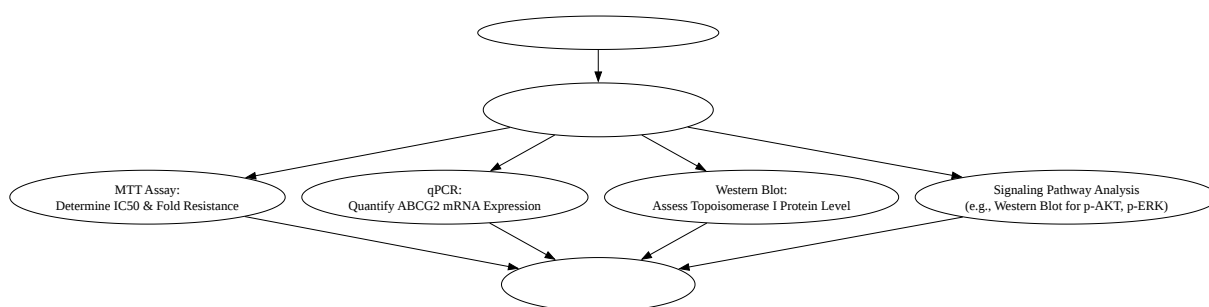 MTT Assay:
Determine IC50 & Fold Resistance
qPCR:
Quantify ABCG2 mRNA Expression
Western Blot:
Assess Topoisomerase I Protein Level
Signaling Pathway Analysis
(e.g., Western Blot for p-AKT, p-ERK)